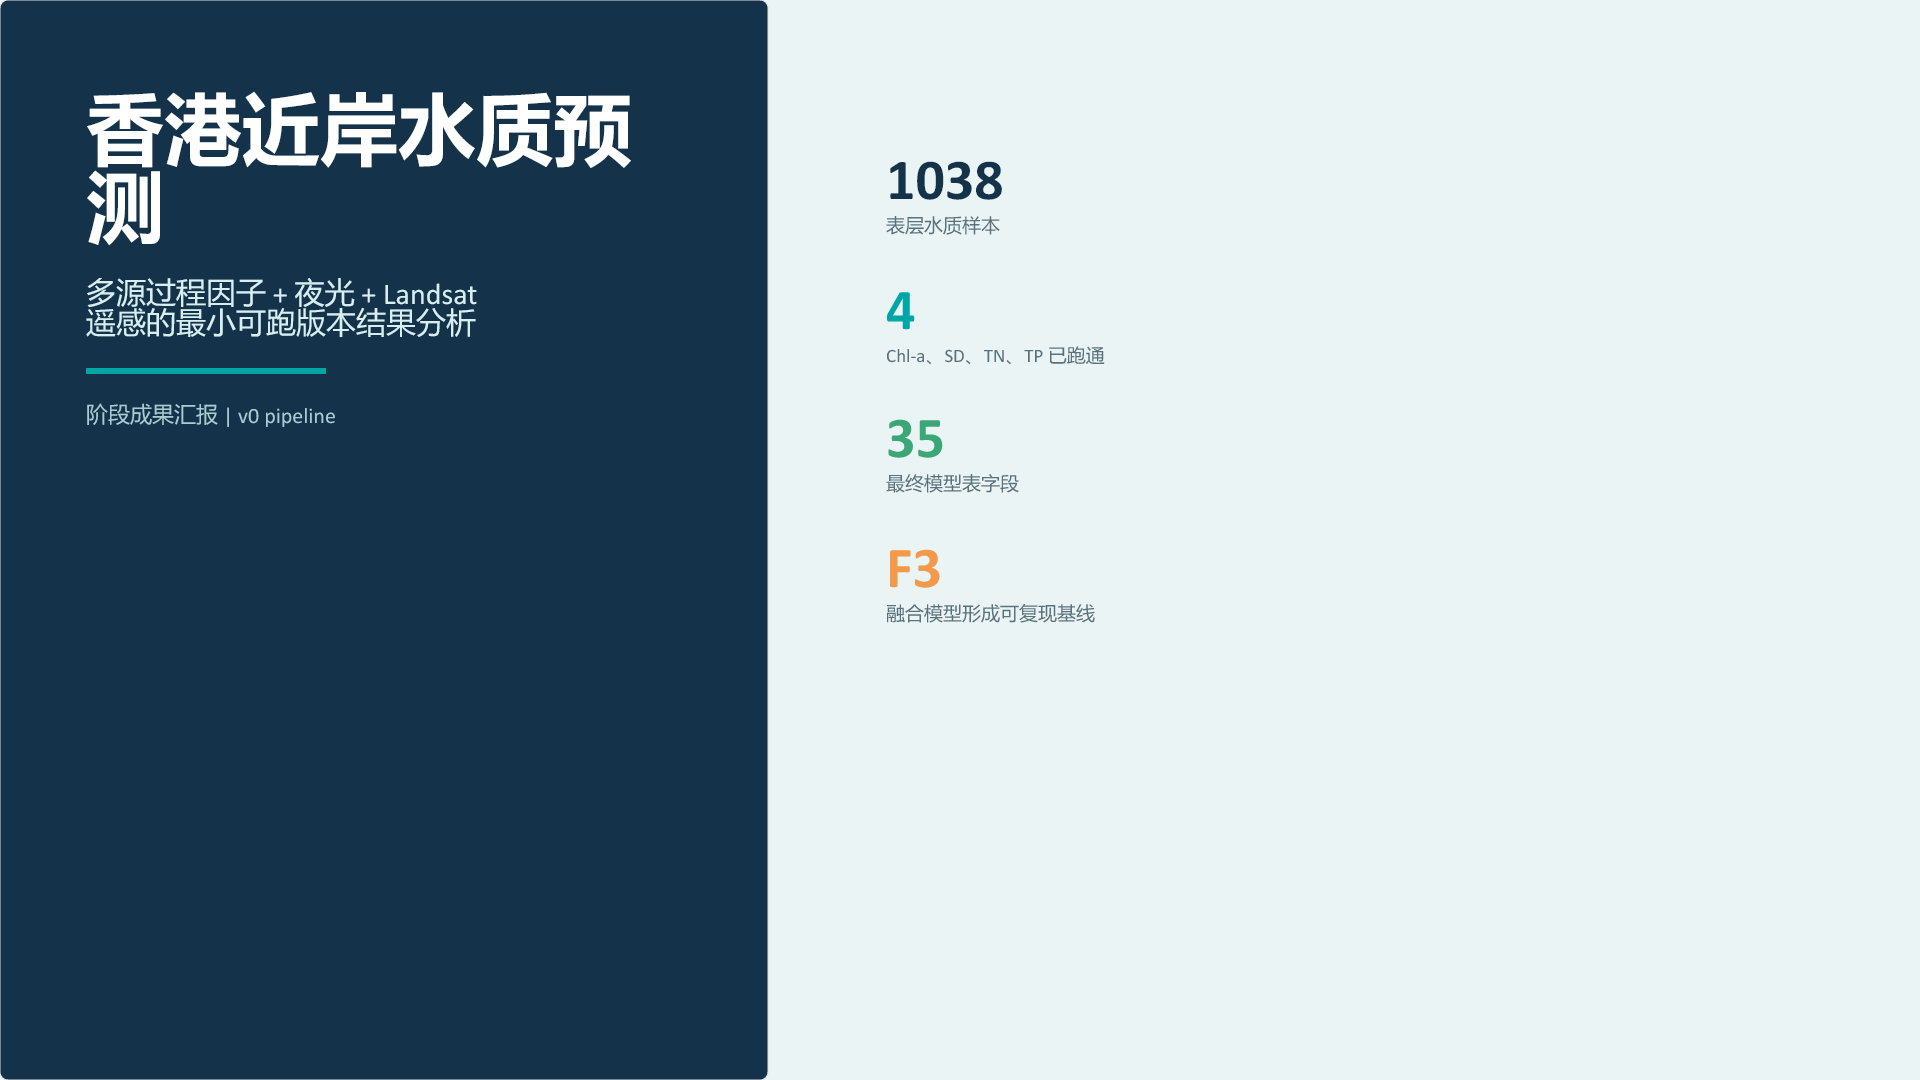 香港近岸水质预
测
多源过程因子 + 夜光 + Landsat
遥感的最小可跑版本结果分析
阶段成果汇报 | v0 pipeline
1038
表层水质样本
4
Chl-a、SD、TN、TP 已跑通
35
最终模型表字段
F3
融合模型形成可复现基线